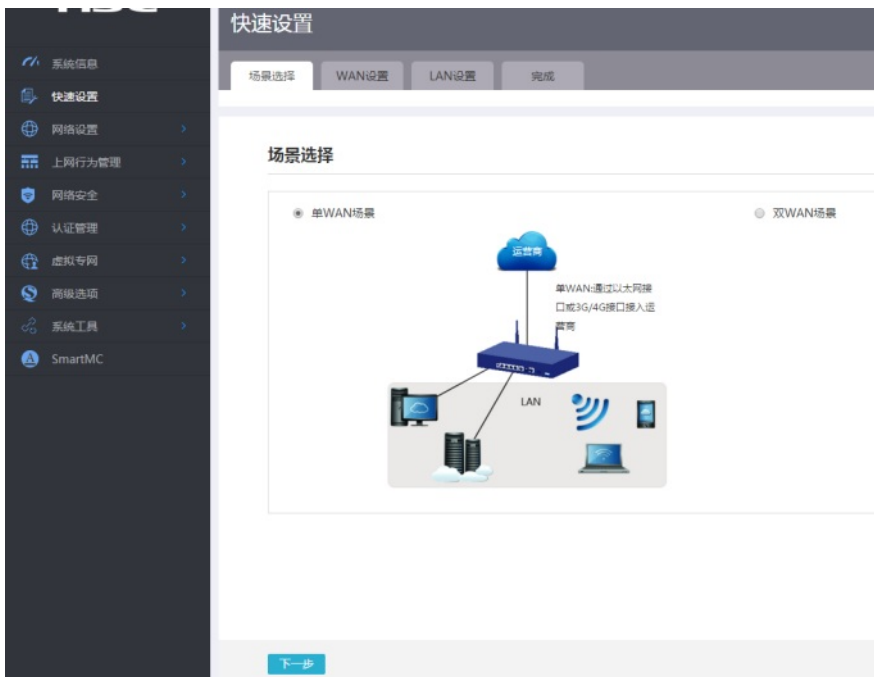 快速设置
系统信息
快速设置
网络设置
上网行为管理
网络安全
认证管理
虚拟专网
高级选项
系统工具
SmartMC
场景选择 WAN设置 LAN设置 完成
场景选择
单WAN场景 双WAN场景
运营商
单WAN:通过以太网接
口或3G/4G接口接入运
营商
LAN
下一步